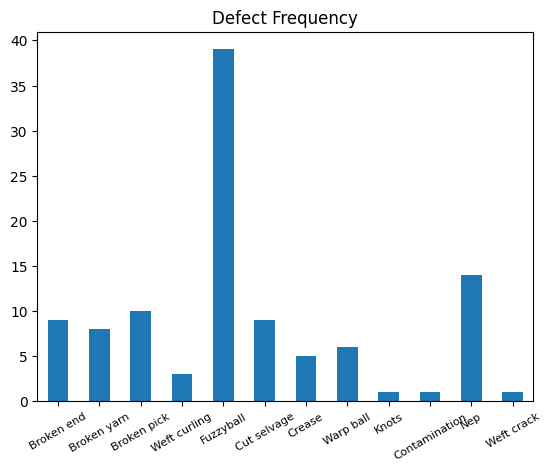 Defect Frequency
40
35
30
25
20
15
10
5
0
Broken end
Broken yarn
Broken pick
Weft curling
Fuzzyball
Cut selvage
Crease
Warp ball
Knots
Contamination
Nep
Weft crack